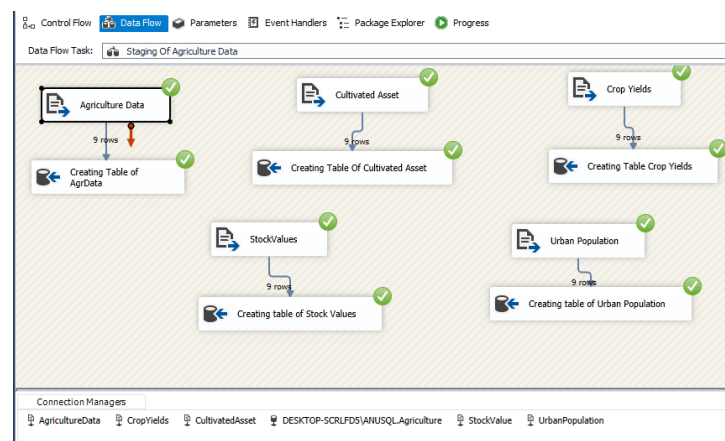 Control Flow Data Flow Parameters Event Handlers Package Explorer Progress
Data Flow Task: Staging Of Agriculture Data
Agriculture Data
9 rows
Creating Table of
AgrData
Cultivated Asset
9 rows
Creating Table Of Cultivated Asset
Crop Yields
9 rows
Creating Table Crop Yields
StockValues
9 rows
Creating table of Stock Values
Urban Population
9 rows
Creating table of Urban Population
Connection Managers
AgricultureData CropYields CultivatedAsset DESKTOP-SCRLFD5\ANUSQL.Agriculture StockValue UrbanPopulation